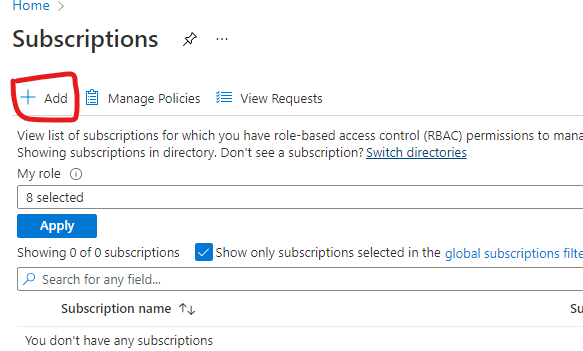 Home >
Subscriptions ...
+ Add Manage Policies View Requests
View list of subscriptions for which you have role-based access control (RBAC) permissions to mana
Showing subscriptions in directory. Don't see a subscription? Switch directories
My role
8 selected
Apply
Showing 0 of 0 subscriptions Show only subscriptions selected in the global subscriptions filte
Search for any field...
Subscription name ↑↓ Su
You don't have any subscriptions